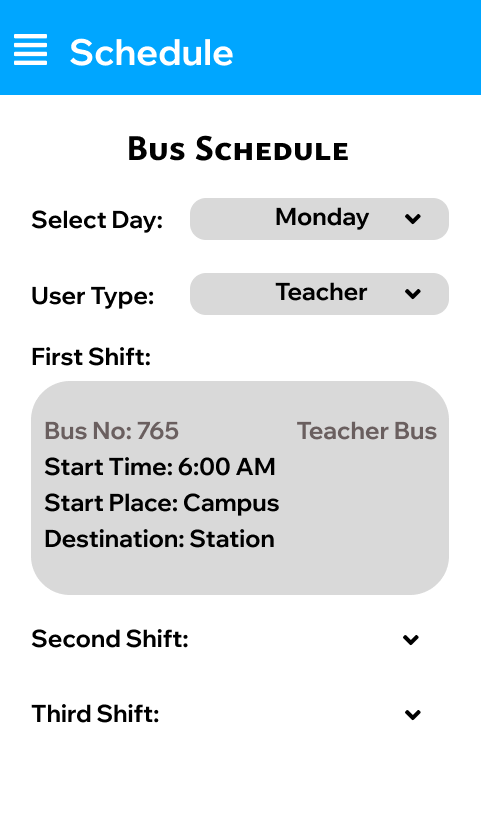 Schedule
Bus Schedule
Select Day: Monday
User Type: Teacher
First Shift:
Bus No: 765 Teacher Bus
Start Time: 6:00 AM
Start Place: Campus
Destination: Station
Second Shift:
Third Shift: